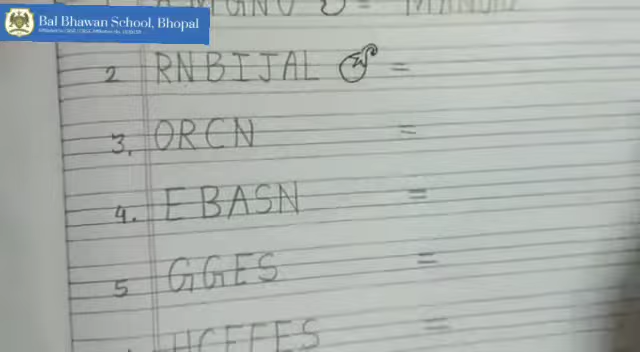 Bal Bhawan School, Bhopal
2 RNBIJAL =
3. ORCN =
4. EBASN =
5 GGES =